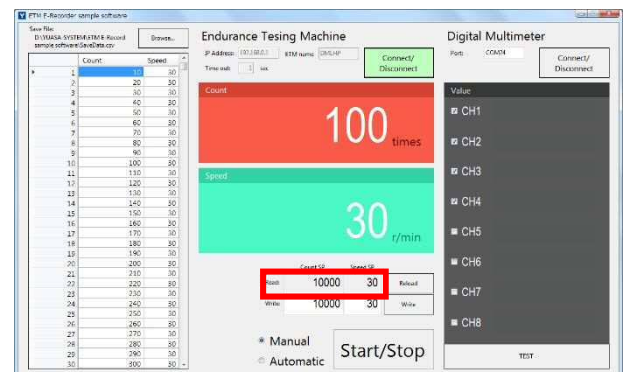 ETM E-Recorder sample software
Save File:
D:\YUASA SYSTEM\ETM E-Record
sample software\SaveData.csv
Browse...
Count Speed
1 10 30
2 20 30
3 30 30
4 40 30
5 50 30
6 60 30
7 70 30
8 80 30
9 90 30
10 100 30
11 110 30
12 120 30
13 130 30
14 140 30
15 150 30
16 160 30
17 170 30
18 180 30
19 190 30
20 200 30
21 210 30
22 220 30
23 230 30
24 240 30
25 250 30
26 260 30
27 270 30
28 280 30
29 290 30
30 300 30
Endurance Tesing Machine
IP Address: 192.168.0.1 ETM name: DMLHP
Time out: 1 sec
Connect/
Disconnect
Count
100 times
Speed
30 r/min
Count SP Speed SP
Read: 10000 30 Reload
Write: 10000 30 Write
Manual
Automatic
Start/Stop
Digital Multimeter
Port: COM24
Connect/
Disconnect
Value
CH1
CH2
CH3
CH4
CH5
CH6
CH7
CH8
TEST